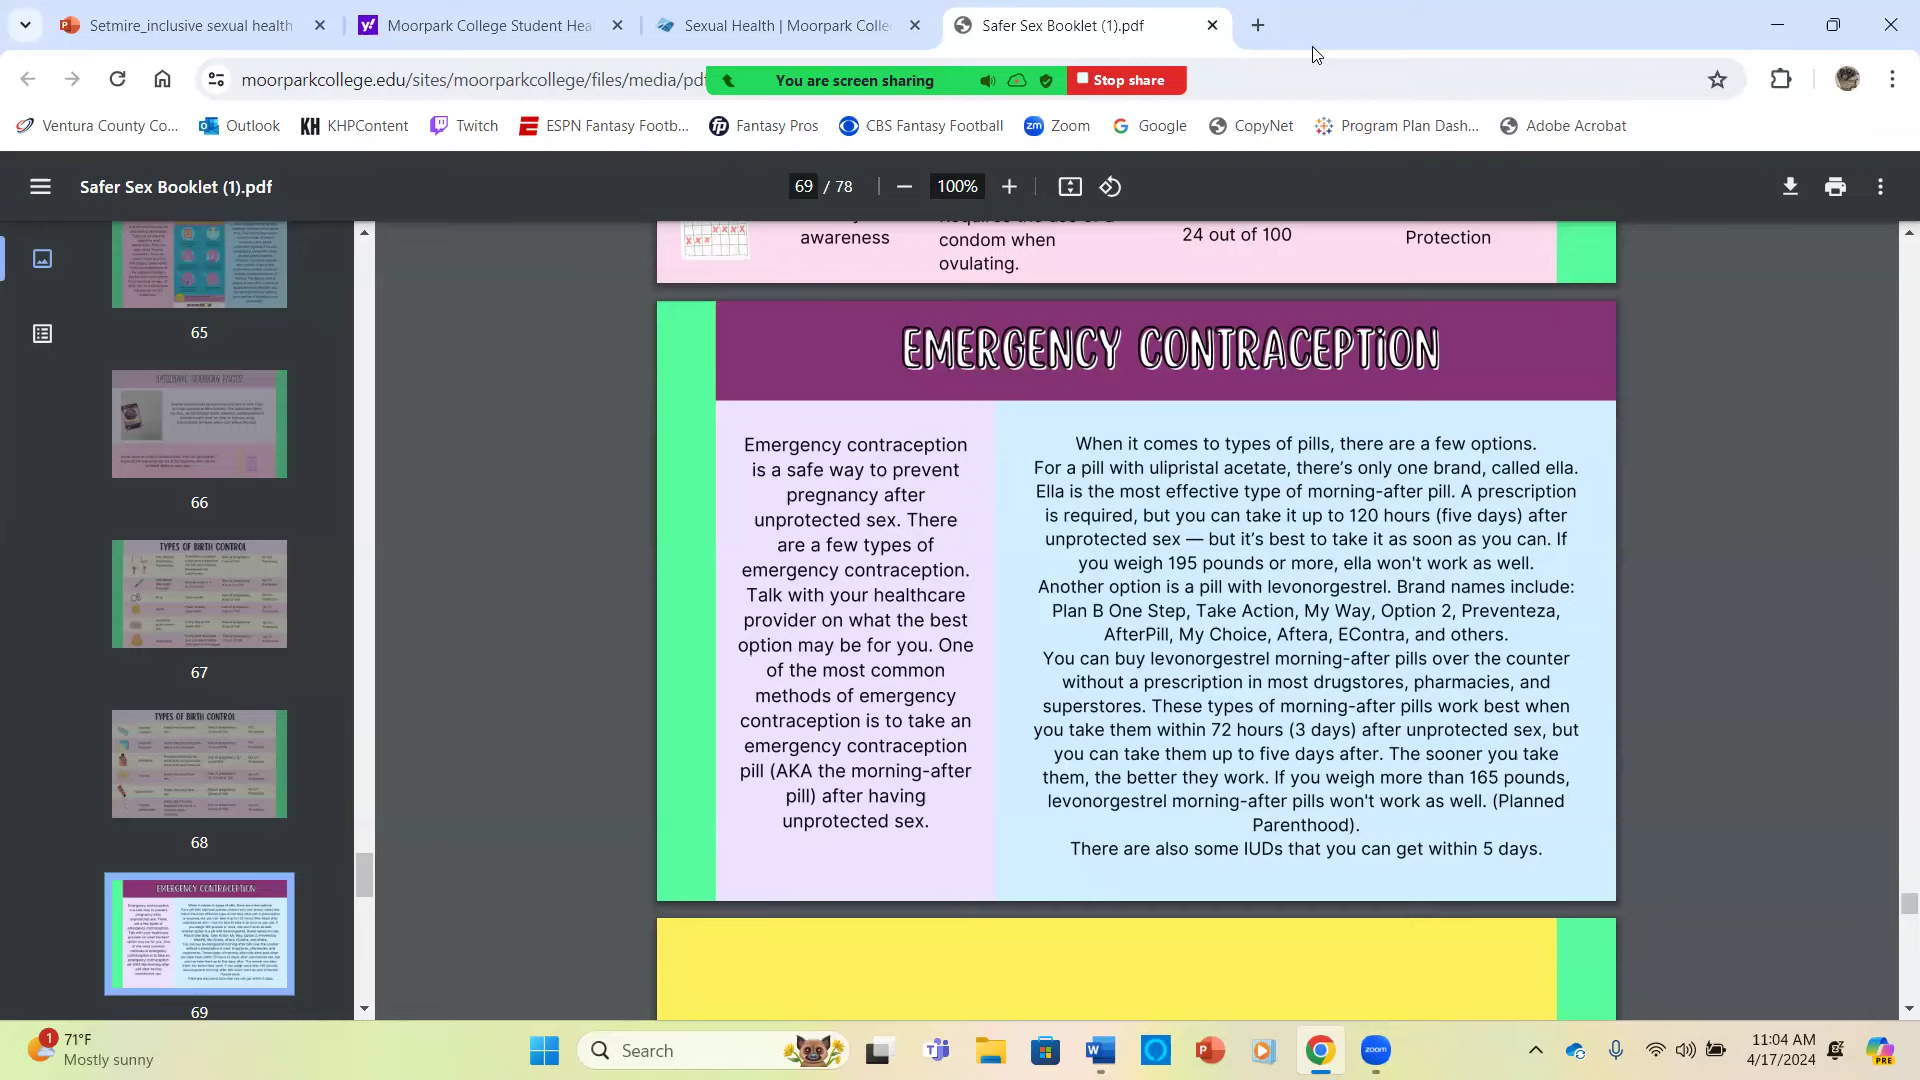 Setmire_inclusive sexual health
Moorpark College Student Hea
Sexual Health | Moorpark Colle
Safer Sex Booklet (1).pdf
moorparkcollege.edu/sites/moorparkcollege/files/media/pdf
You are screen sharing
Stop share
Ventura County Co...
Outlook
KHPContent
Twitch
ESPN Fantasy Footb...
Fantasy Pros
CBS Fantasy Football
Zoom
Google
CopyNet
Program Plan Dash...
Adobe Acrobat
Safer Sex Booklet (1).pdf
69 / 78
100%
65
66
TYPES OF BIRTH CONTROL
67
TYPES OF BIRTH CONTROL
68
EMERGENCY CONTRACEPTION
69
awareness
condom when
ovulating.
24 out of 100
Protection
EMERGENCY CONTRACEPTION
Emergency contraception
is a safe way to prevent
pregnancy after
unprotected sex. There
are a few types of
emergency contraception.
Talk with your healthcare
provider on what the best
option may be for you. One
of the most common
methods of emergency
contraception is to take an
emergency contraception
pill (AKA the morning-after
pill) after having
unprotected sex.
When it comes to types of pills, there are a few options.
For a pill with ulipristal acetate, there's only one brand, called ella.
Ella is the most effective type of morning-after pill. A prescription
is required, but you can take it up to 120 hours (five days) after
unprotected sex — but it's best to take it as soon as you can. If
you weigh 195 pounds or more, ella won't work as well.
Another option is a pill with levonorgestrel. Brand names include:
Plan B One Step, Take Action, My Way, Option 2, Preventeza,
AfterPill, My Choice, Aftera, EContra, and others.
You can buy levonorgestrel morning-after pills over the counter
without a prescription in most drugstores, pharmacies, and
superstores. These types of morning-after pills work best when
you take them within 72 hours (3 days) after unprotected sex, but
you can take them up to five days after. The sooner you take
them, the better they work. If you weigh more than 165 pounds,
levonorgestrel morning-after pills won't work as well. (Planned
Parenthood).
There are also some IUDs that you can get within 5 days.
1
71°F
Mostly sunny
Search
zoom
11:04 AM
4/17/2024
PRE